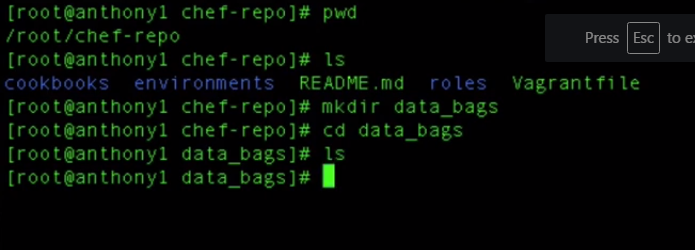 [root@anthony1 chef-repo]# pwd
/root/chef-repo
Press Esc to
[root@anthony1 chef-repo]# ls
cookbooks environments README.md roles Vagrantfile
[root@anthony1 chef-repo]# mkdir data_bags
[root@anthony1 chef-repo]# cd data_bags
[root@anthony1 data_bags]# ls
[root@anthony1 data_bags]#